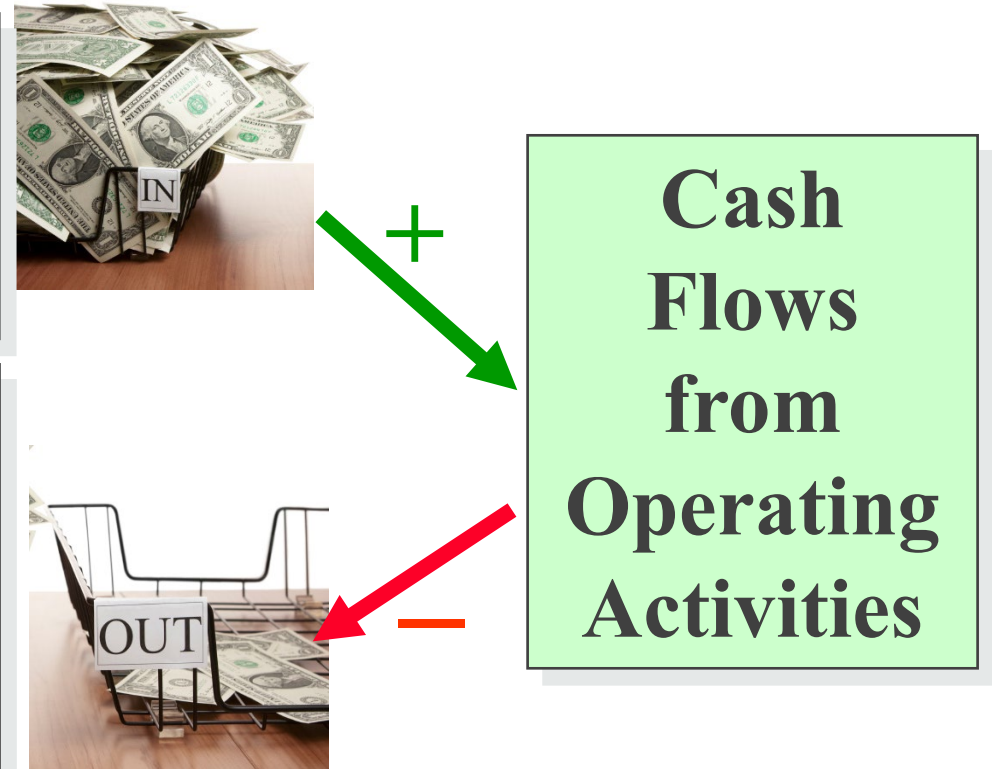 IN
+
Cash
Flows
from
Operating
Activities
OUT
–